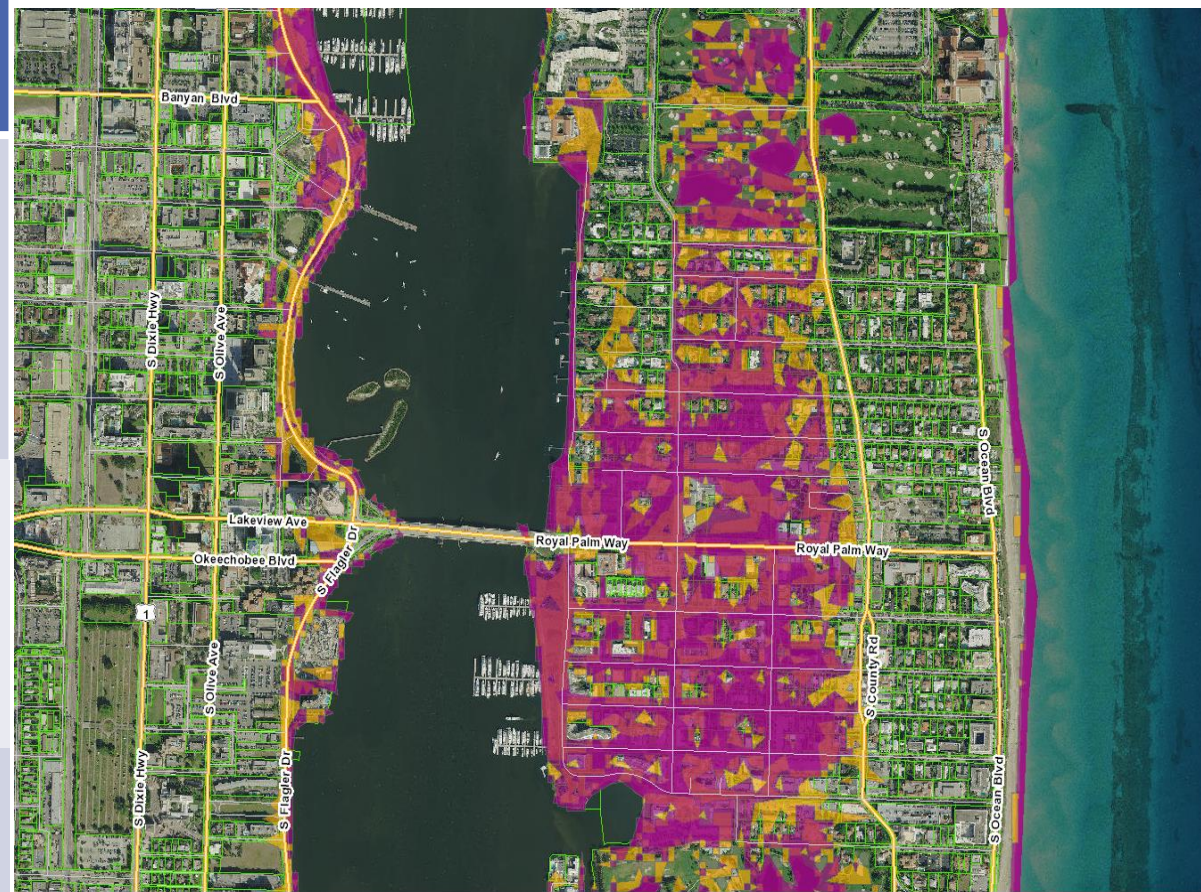 Banyan Blvd
S Dixie Hwy
S Olive Ave
S Ocean Blvd
Lakeview Ave
Royal Palm Way
Royal Palm Way
Okeechobee Blvd
S Flagler Dr
1
S Olive Ave
S County Rd
S Dixie Hwy
S Flagler Dr
S Ocean Blvd